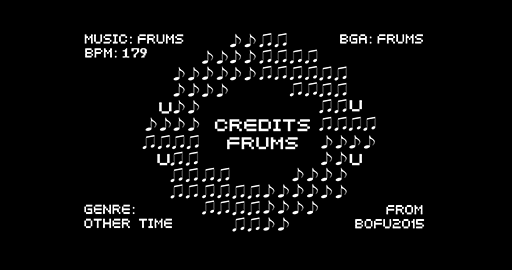 MUSIC: FRUMS
BPM: 179
BGA: FRUMS
U U
CREDITS
FRUMS
U U
GENRE:
OTHER TIME
FROM
BOFU2015